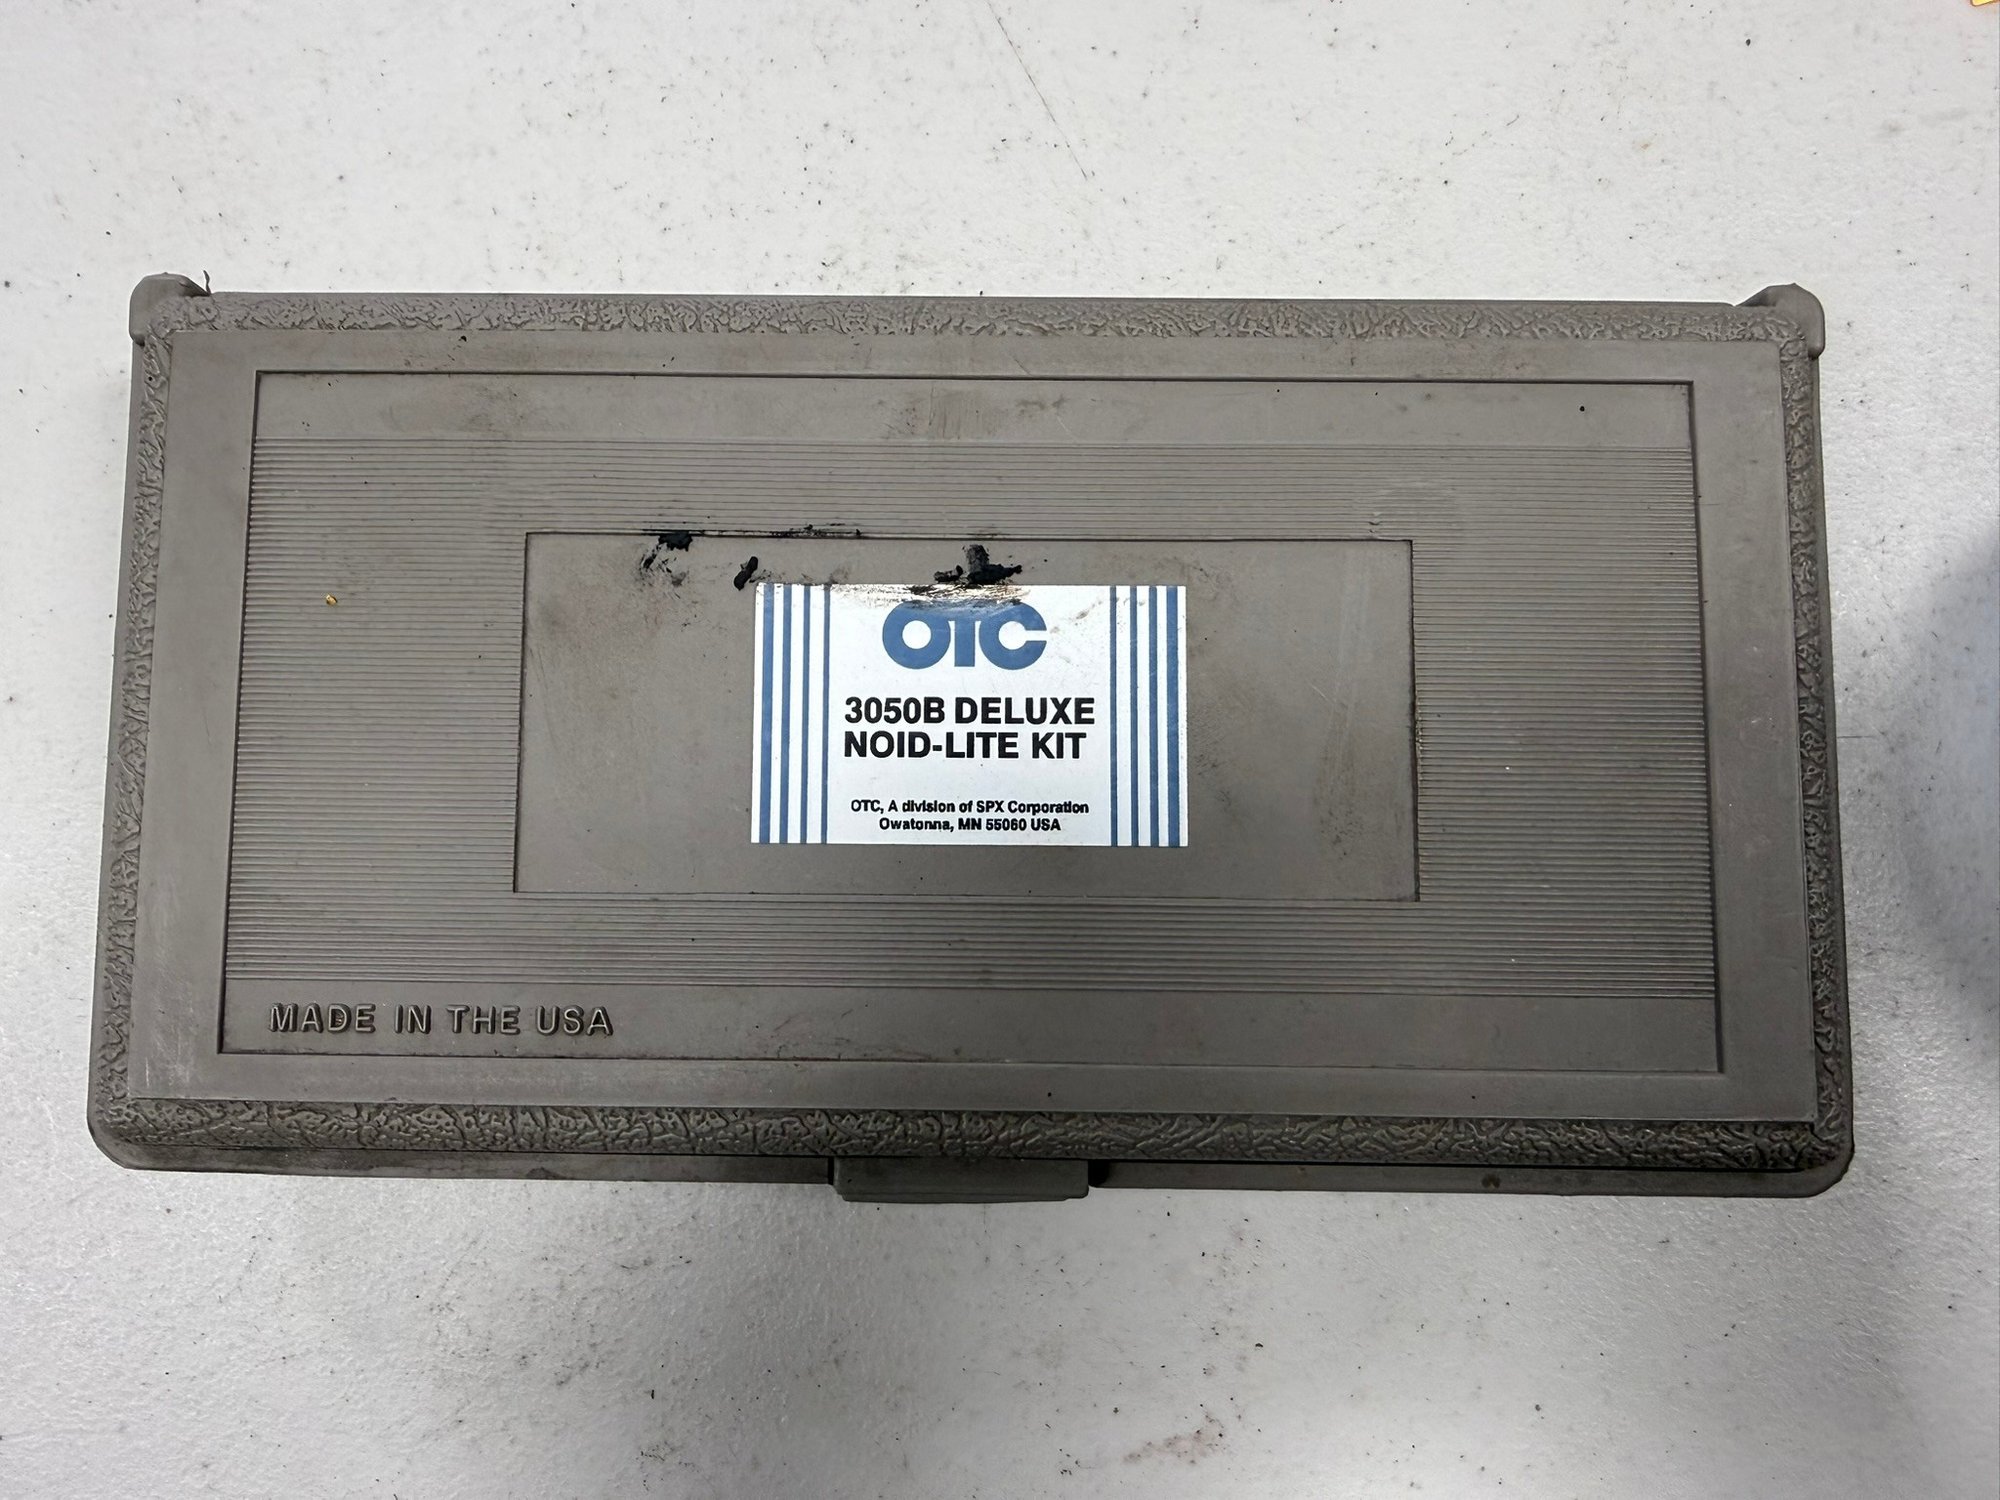 OTC
3050B DELUXE
NOID-LITE KIT
OTC, A division of SPX Corporation
Owatonna, MN 55060 USA
MADE IN THE USA